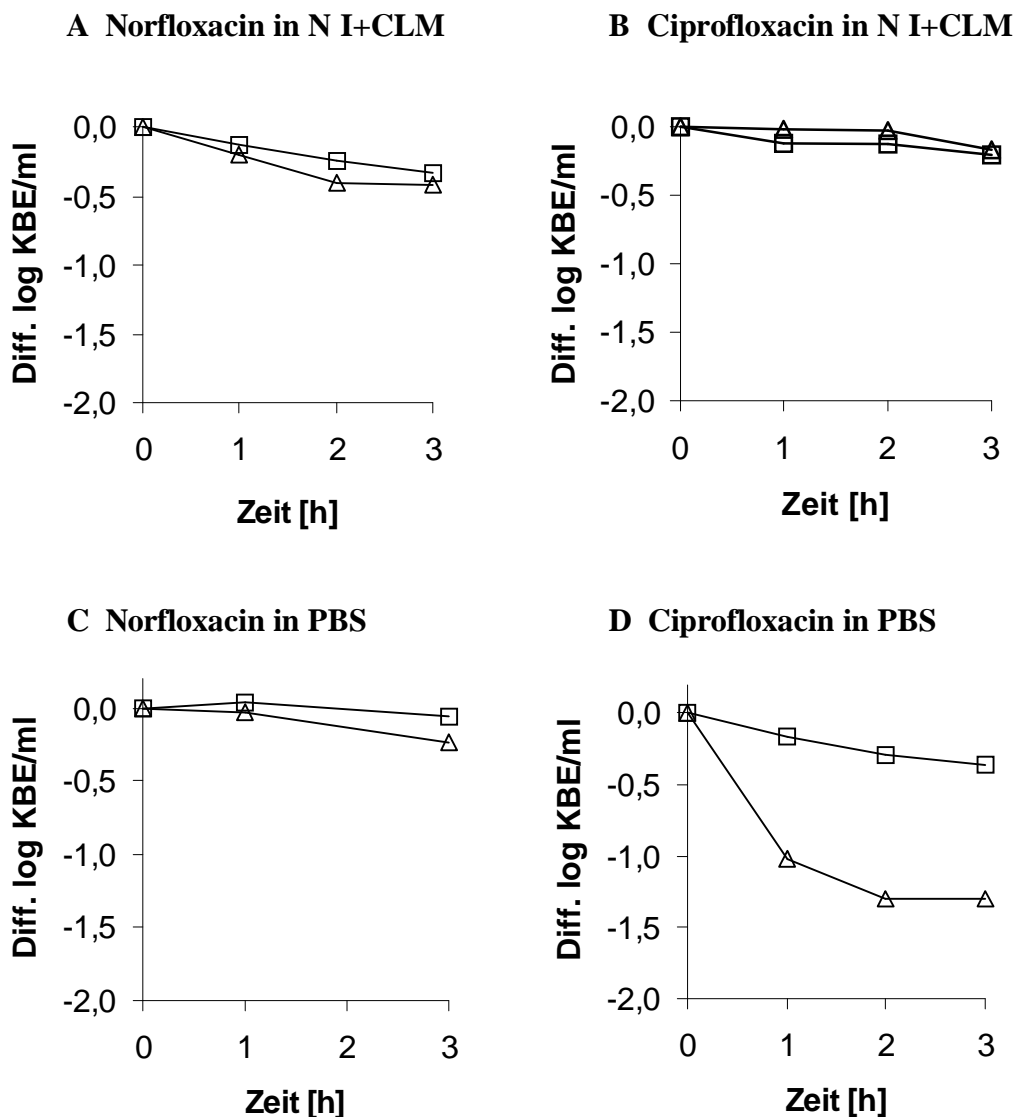 A Norfloxacin in N I+CLM
0,0
-0,5
-1,0
-1,5
-2,0
Diff. log KBE/ml
0 1 2 3
Zeit [h]
B Ciprofloxacin in N I+CLM
0,0
-0,5
-1,0
-1,5
-2,0
Diff. log KBE/ml
0 1 2 3
Zeit [h]
C Norfloxacin in PBS
0,0
-0,5
-1,0
-1,5
-2,0
Diff. log KBE/ml
0 1 2 3
Zeit [h]
D Ciprofloxacin in PBS
0,0
-0,5
-1,0
-1,5
-2,0
Diff. log KBE/ml
0 1 2 3
Zeit [h]